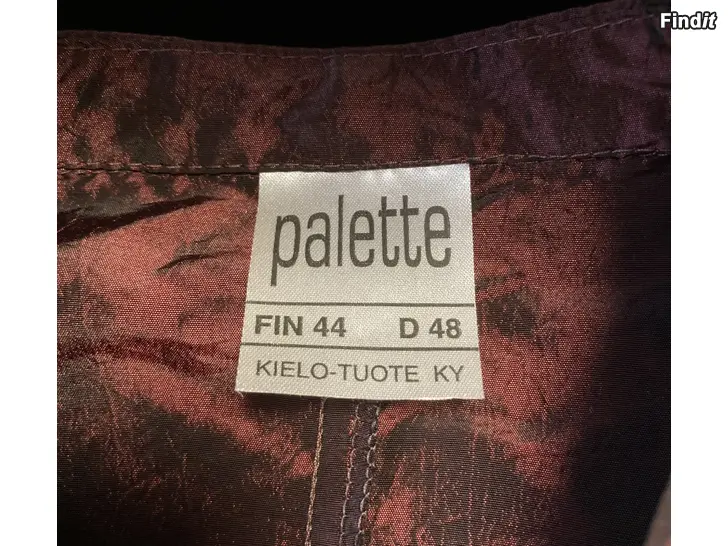 Findit
palette
FIN 44 D 48
KIELO-TUOTE KY